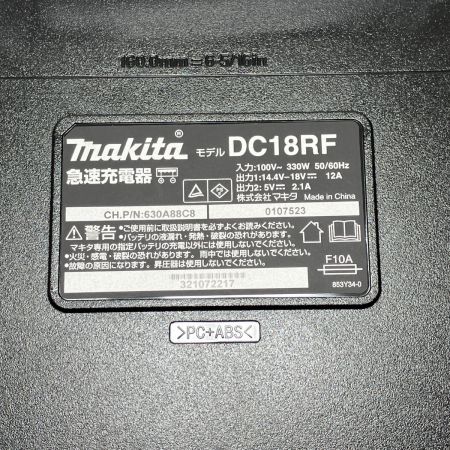 160.0mm=6-5/16in
makita® モデル DC18RF
急速充電器
入力:100V~ 330W 50/60Hz
出力1:14.4V-18V⎓ 12A
出力2:5V⎓ 2.1A
株式会社マキタ Made in China
CH.P/N:630A88C8
0107523
⚠警告
•ご使用前に取扱説明書を必ずよくお読みください。
•バッテリの液漏れ・発熱・破裂の恐れがありますので、
マキタ専用の指定バッテリの充電以外には使用しないでください。
•火災・感電・破裂の恐れあり。雨中では使用しないでください。
•故障の原因になります。昇圧器は使用しないでください。
321072217
F10A
853Y34-0
>PC+ABS<